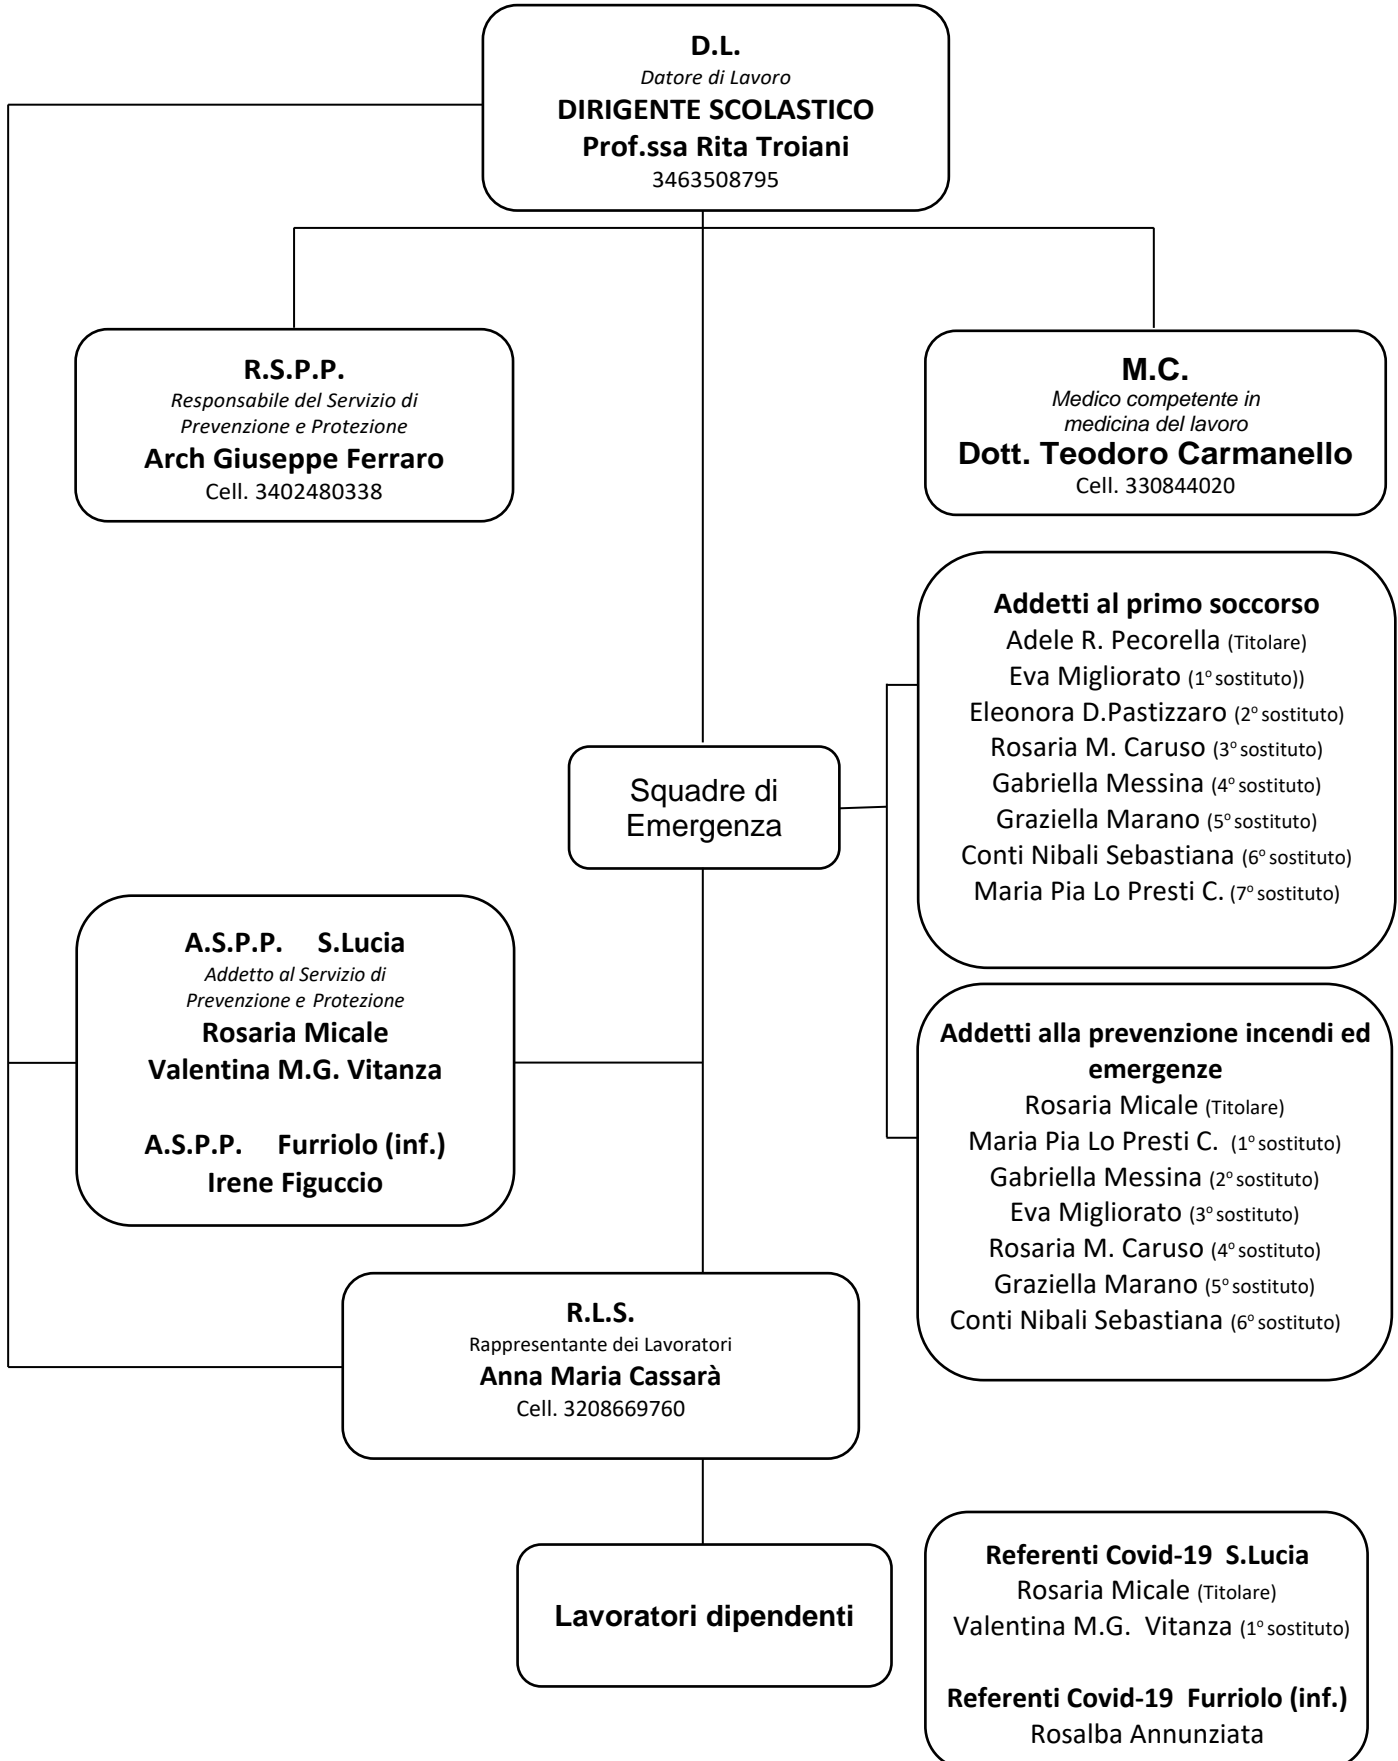 D.L.
Datore di Lavoro
DIRIGENTE SCOLASTICO
Prof.ssa Rita Troiani
3463508795
R.S.P.P.
Responsabile del Servizio di
Prevenzione e Protezione
Arch Giuseppe Ferraro
Cell. 3402480338
M.C.
Medico competente in
medicina del lavoro
Dott. Teodoro Carmanello
Cell. 330844020
Addetti al primo soccorso
Adele R. Pecorella (Titolare)
Eva Migliorato (1° sostituto))
Eleonora D.Pastizzaro (2° sostituto)
Rosaria M. Caruso (3° sostituto)
Gabriella Messina (4° sostituto)
Graziella Marano (5° sostituto)
Conti Nibali Sebastiana (6° sostituto)
Maria Pia Lo Presti C. (7° sostituto)
Squadre di
Emergenza
A.S.P.P. S.Lucia
Addetto al Servizio di
Prevenzione e Protezione
Rosaria Micale
Valentina M.G. Vitanza
A.S.P.P. Furriolo (inf.)
Irene Figuccio
Addetti alla prevenzione incendi ed
emergenze
Rosaria Micale (Titolare)
Maria Pia Lo Presti C. (1° sostituto)
Gabriella Messina (2° sostituto)
Eva Migliorato (3° sostituto)
Rosaria M. Caruso (4° sostituto)
Graziella Marano (5° sostituto)
Conti Nibali Sebastiana (6° sostituto)
R.L.S.
Rappresentante dei Lavoratori
Anna Maria Cassarà
Cell. 3208669760
Lavoratori dipendenti
Referenti Covid-19 S.Lucia
Rosaria Micale (Titolare)
Valentina M.G. Vitanza (1° sostituto)
Referenti Covid-19 Furriolo (inf.)
Rosalba Annunziata